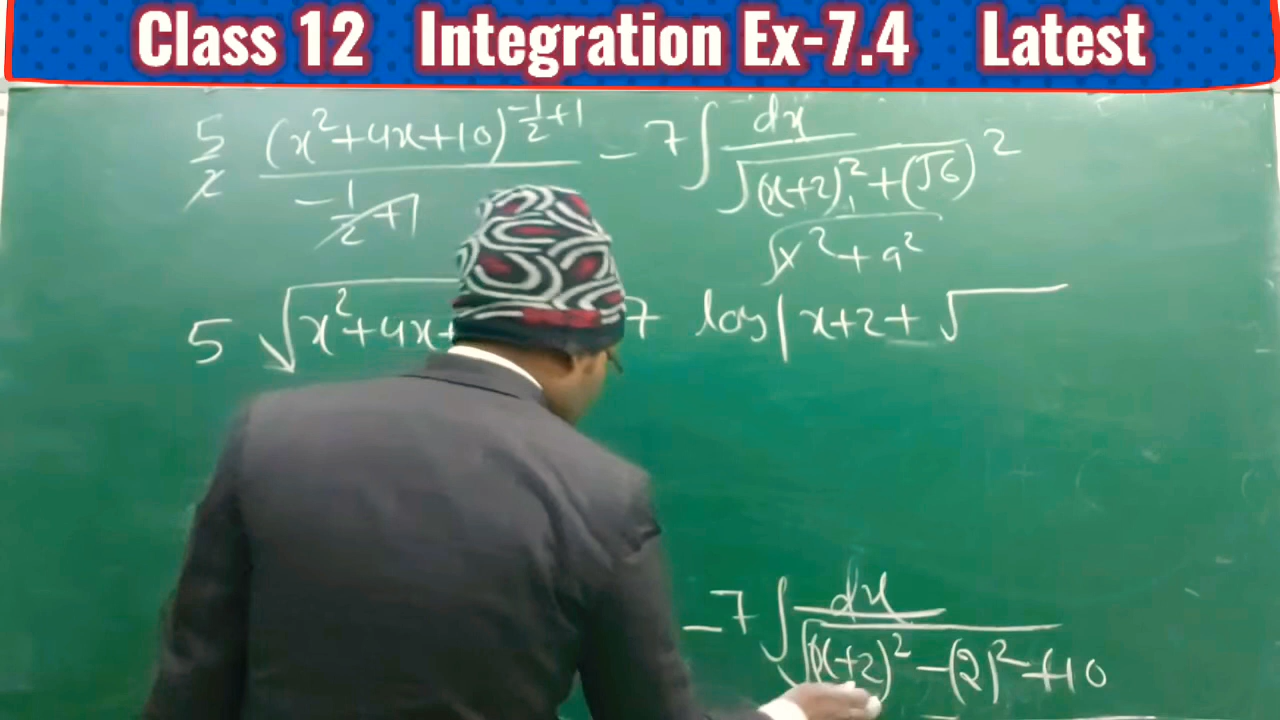 Class 12 Integration Ex-7.4 Latest
5/2 (x²+4x+10)^(-1/2+1) / (-1/2+1) - 7 ∫ dx / √((x+2)²+(√6)²)
√(x²+a²)
5 √(x²+4x+ 7 log|x+2+√
-7 ∫ dx / √((x+2)²-(2)²+10)